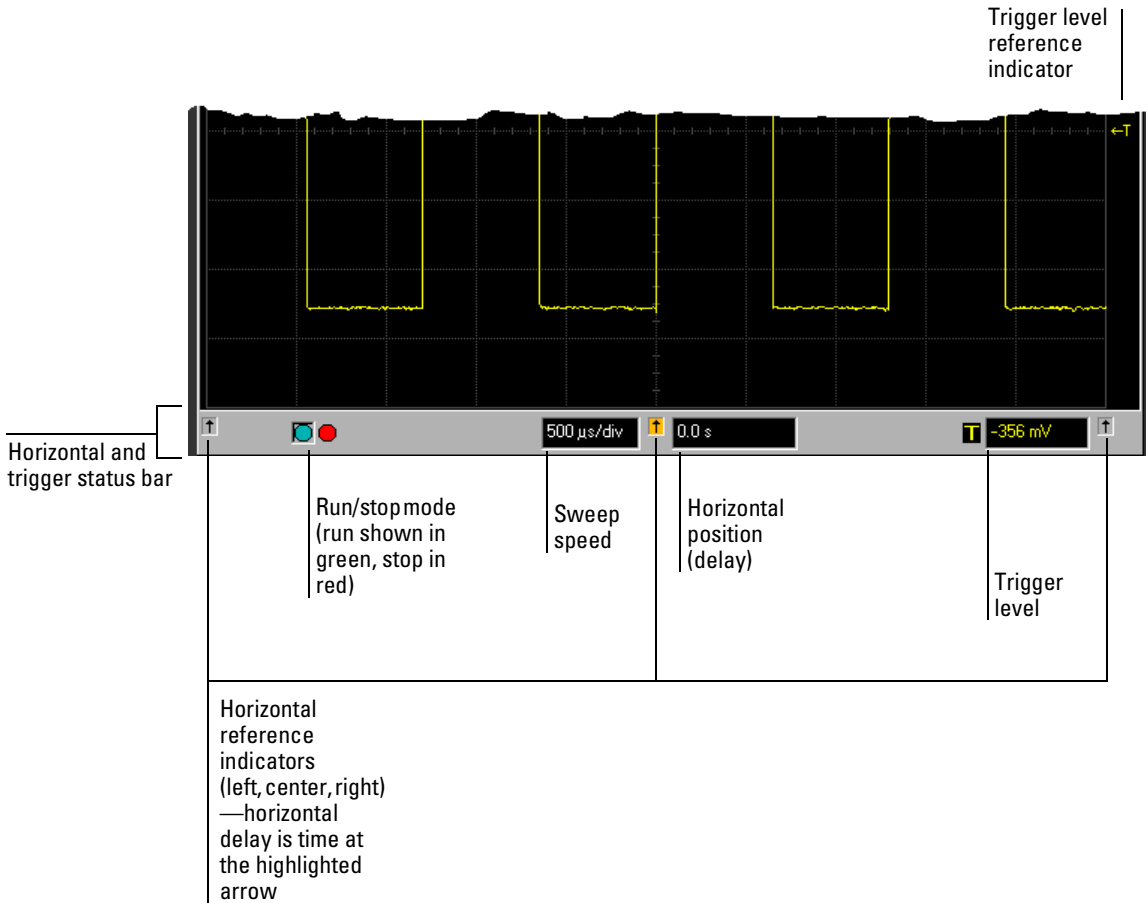 Trigger level
reference
indicator
←T
500 µs/div
0.0 s
T
-356 mV
Horizontal and
trigger status bar
Run/stop mode
(run shown in
green, stop in
red)
Sweep
speed
Horizontal
position
(delay)
Trigger
level
Horizontal
reference
indicators
(left, center, right)
—horizontal
delay is time at
the highlighted
arrow